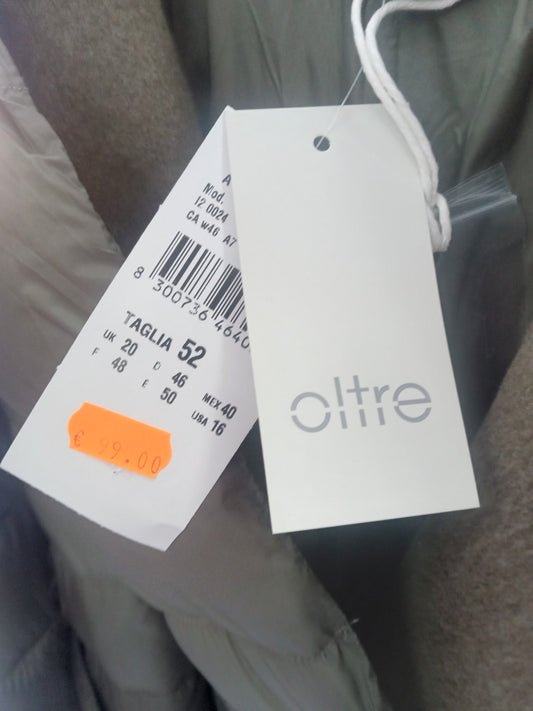 A
Mod.
I2 0024
CA w46 A7
8 300736 4640
TAGLIA 52
UK 20 D 46 MEX 40
F 48 E 50 USA 16
€ 99.00
oltre